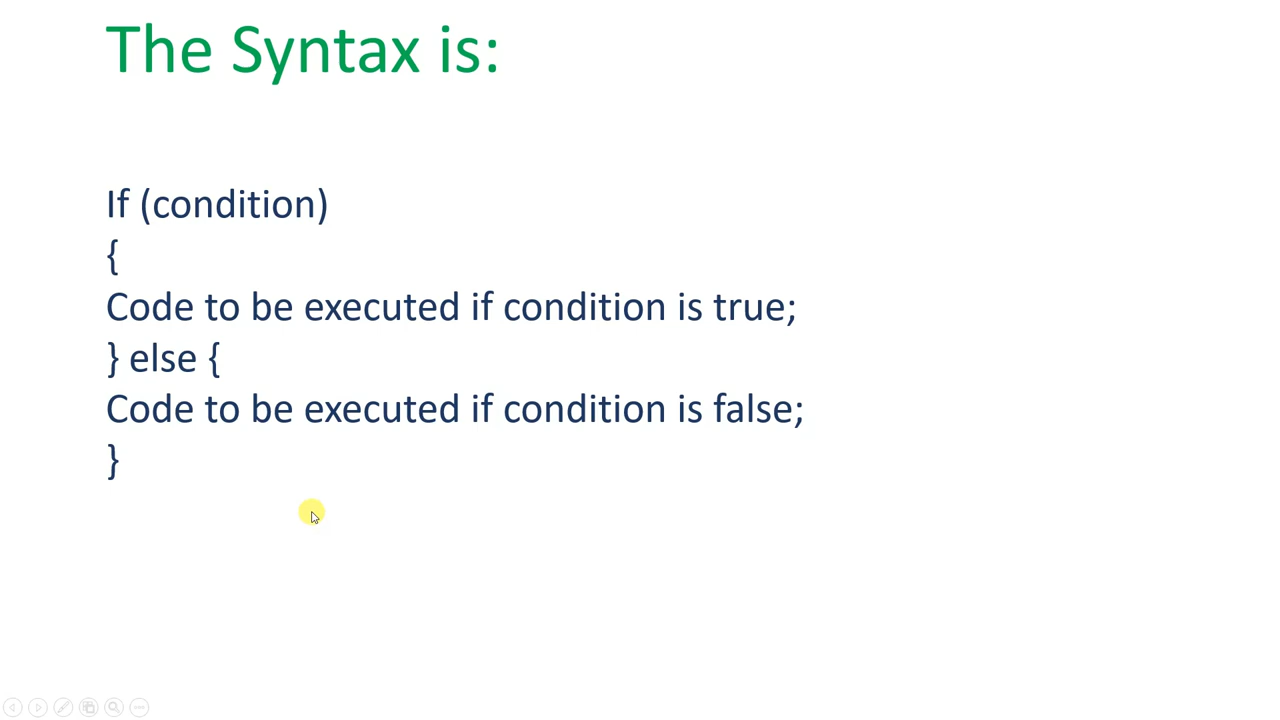 The Syntax is:
If (condition)
{
Code to be executed if condition is true;
} else {
Code to be executed if condition is false;
}